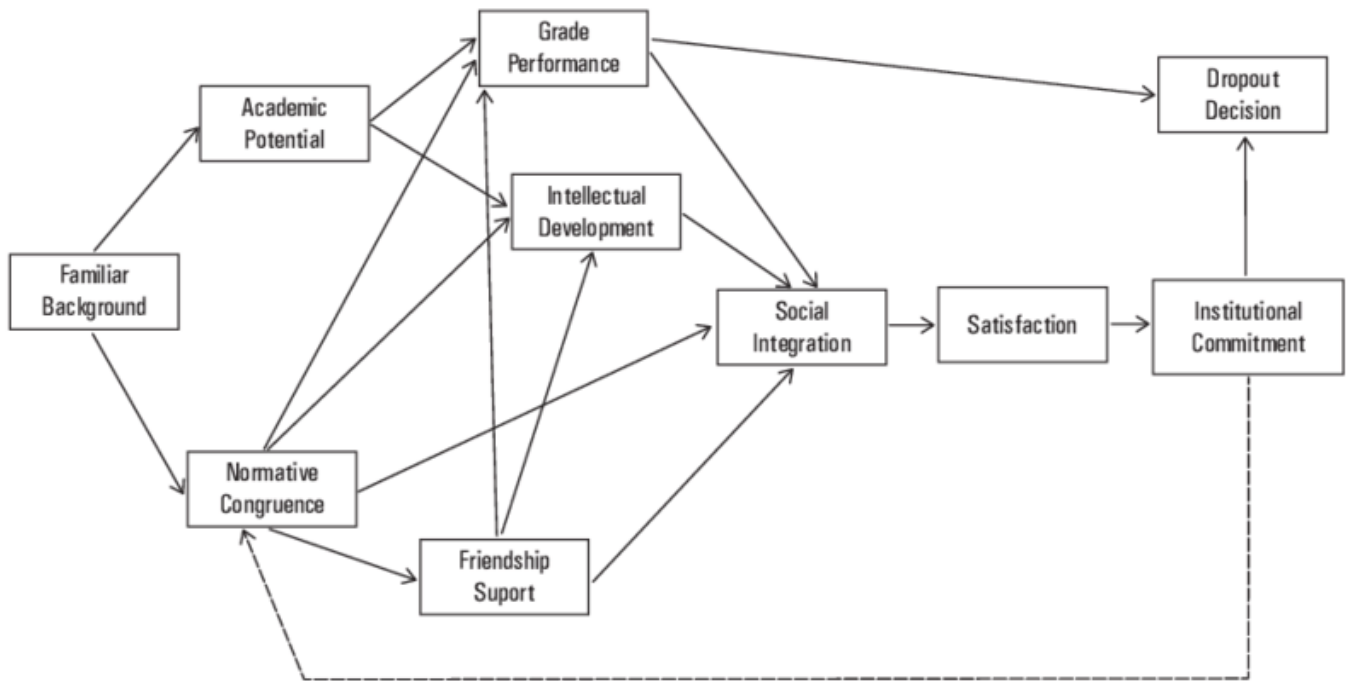 Grade
Performance
Academic
Potential
Dropout
Decision
Intellectual
Development
Familiar
Background
Social
Integration
Satisfaction
Institutional
Commitment
Normative
Congruence
Friendship
Suport